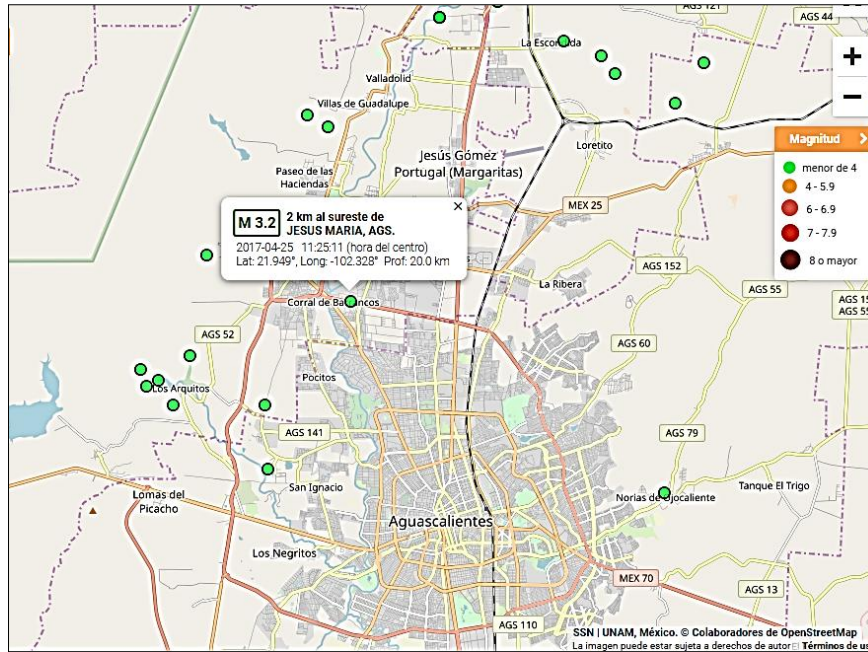 AGS 121
AGS 44
La Escondida
Valladolid
Villas de Guadalupe
Loretito
Jesús Gómez
Portugal (Margaritas)
Paseo de las
Haciendas
MEX 25
Magnitud
menor de 4
4 - 5.9
6 - 6.9
7 - 7.9
8 o mayor
+
−
M 3.2
2 km al sureste de
JESUS MARIA, AGS.
2017-04-25 11:25:11 (hora del centro)
Lat: 21.949°, Long: -102.328° Prof: 20.0 km
AGS 152
La Ribera
AGS 55
Corral de
AGS 52
AGS 60
Los Arquitos
Pocitos
AGS 141
AGS 79
San Ignacio
Lomas del
Picacho
Norias de
Tanque El Trigo
Aguascalientes
Los Negritos
MEX 70
AGS 13
AGS 110
SSN | UNAM, México. © Colaboradores de OpenStreetMap
La imagen puede estar sujeta a derechos de autor
Términos de